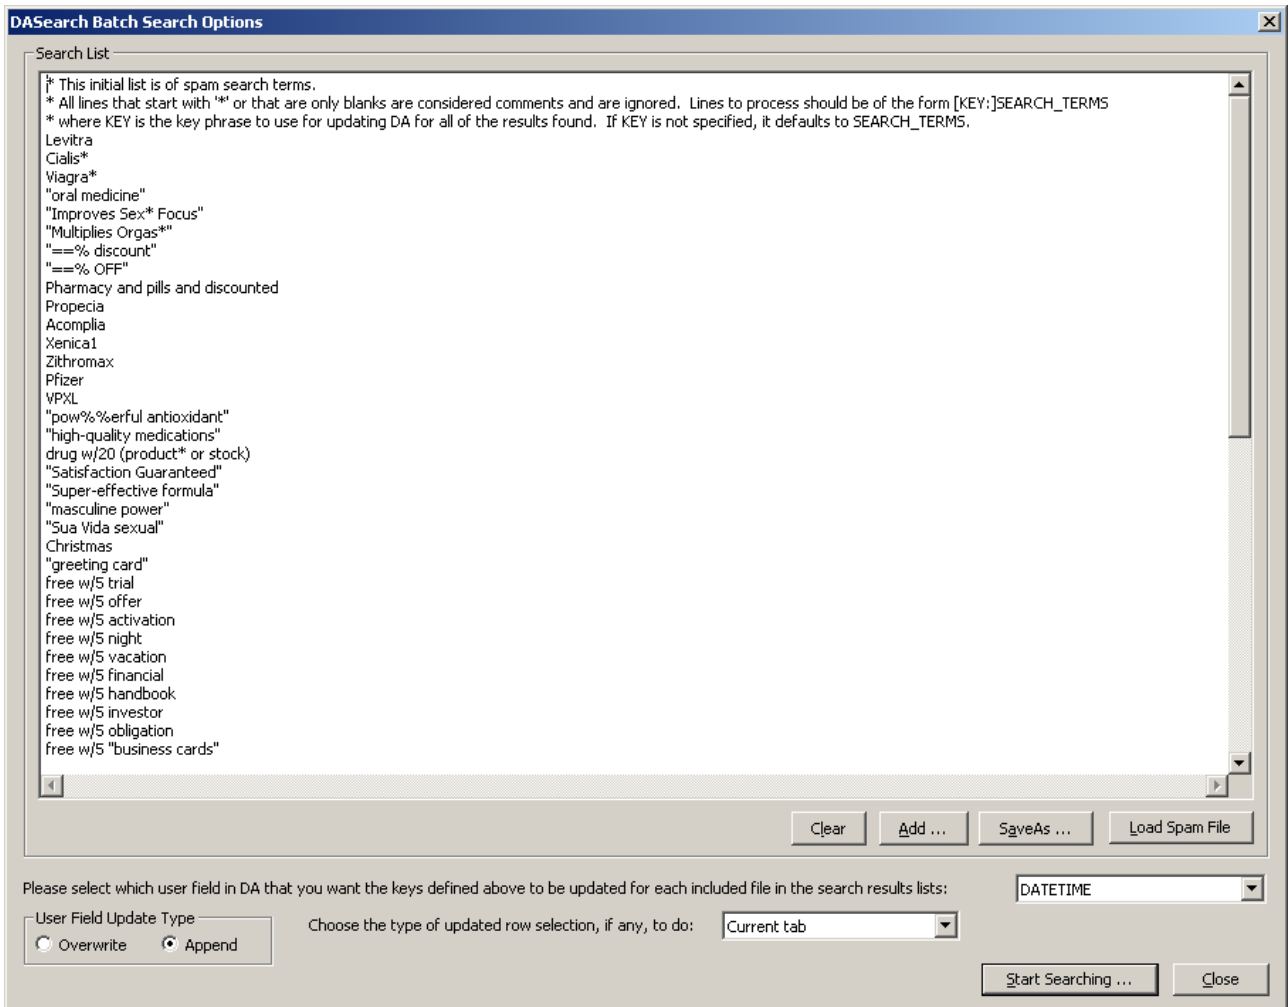 DASearch Batch Search Options
Search List
* This initial list is of spam search terms.
* All lines that start with '*' or that are only blanks are considered comments and are ignored.  Lines to process should be of the form [KEY:]SEARCH_TERMS
* where KEY is the key phrase to use for updating DA for all of the results found.  If KEY is not specified, it defaults to SEARCH_TERMS.
Levitra
Cialis*
Viagra*
"oral medicine"
"Improves Sex* Focus"
"Multiplies Orgas*"
"==% discount"
"==% OFF"
Pharmacy and pills and discounted
Propecia
Acomplia
Xenica1
Zithromax
Pfizer
VPXL
"pow%%erful antioxidant"
"high-quality medications"
drug w/20 (product* or stock)
"Satisfaction Guaranteed"
"Super-effective formula"
"masculine power"
"Sua Vida sexual"
Christmas
"greeting card"
free w/5 trial
free w/5 offer
free w/5 activation
free w/5 night
free w/5 vacation
free w/5 financial
free w/5 handbook
free w/5 investor
free w/5 obligation
free w/5 "business cards"
Clear
Add ...
SaveAs ...
Load Spam File
Please select which user field in DA that you want the keys defined above to be updated for each included file in the search results lists:
DATETIME
User Field Update Type
Overwrite
Append
Choose the type of updated row selection, if any, to do:
Current tab
Start Searching ...
Close